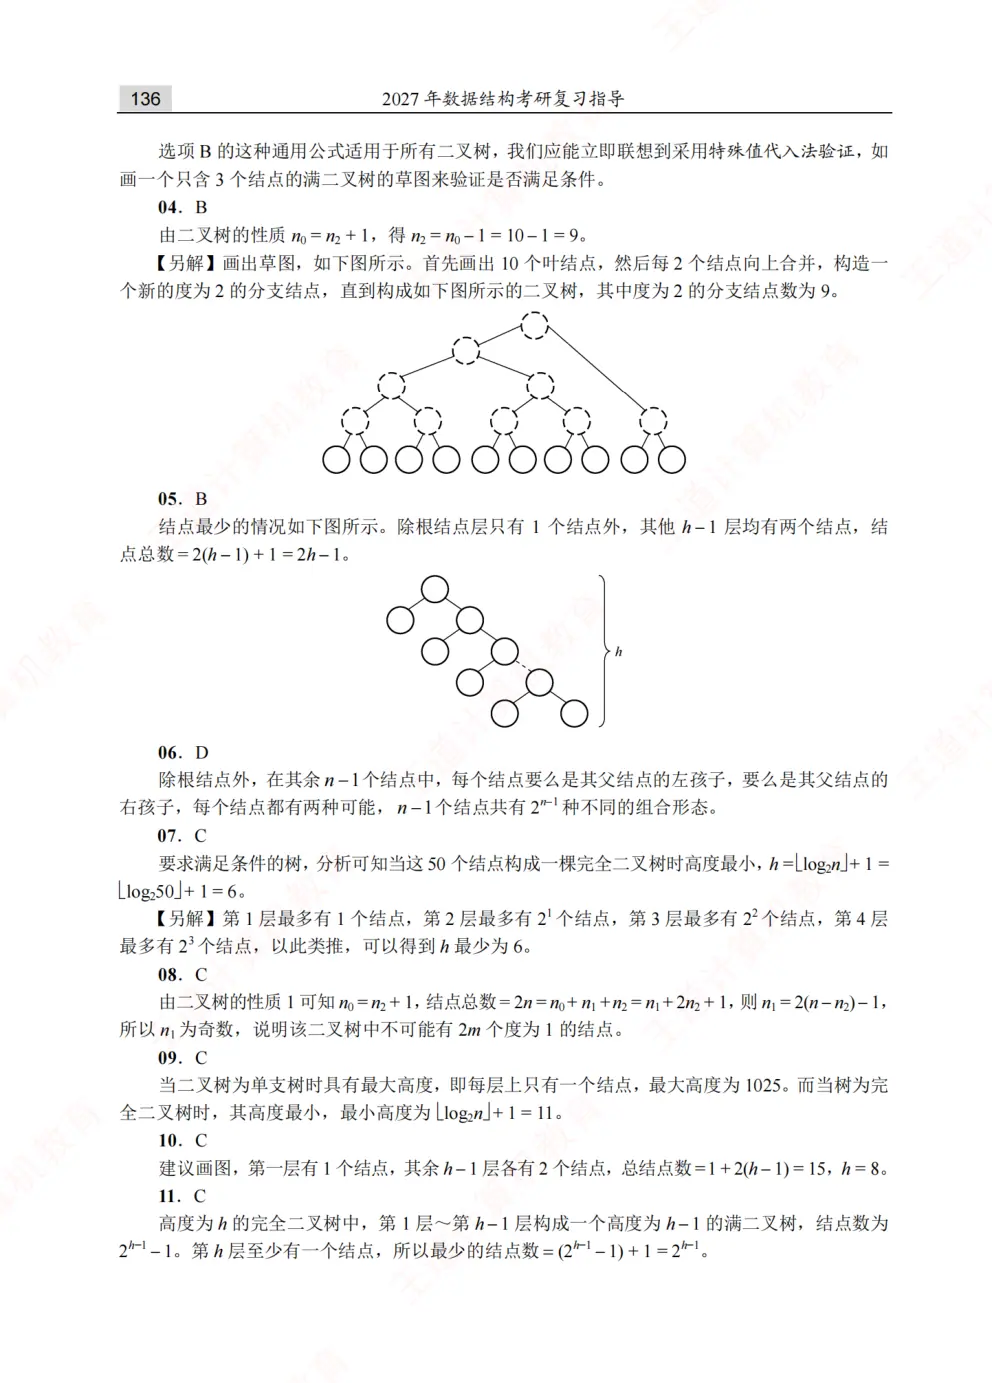 136
2027 年数据结构考研复习指导
选项 B 的这种通用公式适用于所有二叉树，我们应能立即联想到采用特殊值代入法验证，如
画一个只含 3 个结点的满二叉树的草图来验证是否满足条件。
04．B
由二叉树的性质 n₀ = n₂ + 1，得 n₂ = n₀ – 1 = 10 – 1 = 9。
【另解】画出草图，如下图所示。首先画出 10 个叶结点，然后每 2 个结点向上合并，构造一
个新的度为 2 的分支结点，直到构成如下图所示的二叉树，其中度为 2 的分支结点数为 9。
05．B
结点最少的情况如下图所示。除根结点层只有 1 个结点外，其他 h – 1 层均有两个结点，结
点总数 = 2(h – 1) + 1 = 2h – 1。
h
06．D
除根结点外，在其余 n – 1 个结点中，每个结点要么是其父结点的左孩子，要么是其父结点的
右孩子，每个结点都有两种可能，n – 1 个结点共有 2ⁿ⁻¹ 种不同的组合形态。
07．C
要求满足条件的树，分析可知当这 50 个结点构成一棵完全二叉树时高度最小，h = ⌊log₂n⌋ + 1 =
⌊log₂50⌋ + 1 = 6。
【另解】第 1 层最多有 1 个结点，第 2 层最多有 2¹ 个结点，第 3 层最多有 2² 个结点，第 4 层
最多有 2³ 个结点，以此类推，可以得到 h 最少为 6。
08．C
由二叉树的性质 1 可知 n₀ = n₂ + 1，结点总数 = 2n = n₀ + n₁ + n₂ = n₁ + 2n₂ + 1，则 n₁ = 2(n – n₂) – 1，
所以 n₁ 为奇数，说明该二叉树中不可能有 2m 个度为 1 的结点。
09．C
当二叉树为单支树时具有最大高度，即每层上只有一个结点，最大高度为 1025。而当树为完
全二叉树时，其高度最小，最小高度为 ⌊log₂n⌋ + 1 = 11。
10．C
建议画图，第一层有 1 个结点，其余 h – 1 层各有 2 个结点，总结点数 = 1 + 2(h – 1) = 15，h = 8。
11．C
高度为 h 的完全二叉树中，第 1 层～第 h – 1 层构成一个高度为 h – 1 的满二叉树，结点数为
2ʰ⁻¹ – 1。第 h 层至少有一个结点，所以最少的结点数 = (2ʰ⁻¹ – 1) + 1 = 2ʰ⁻¹。